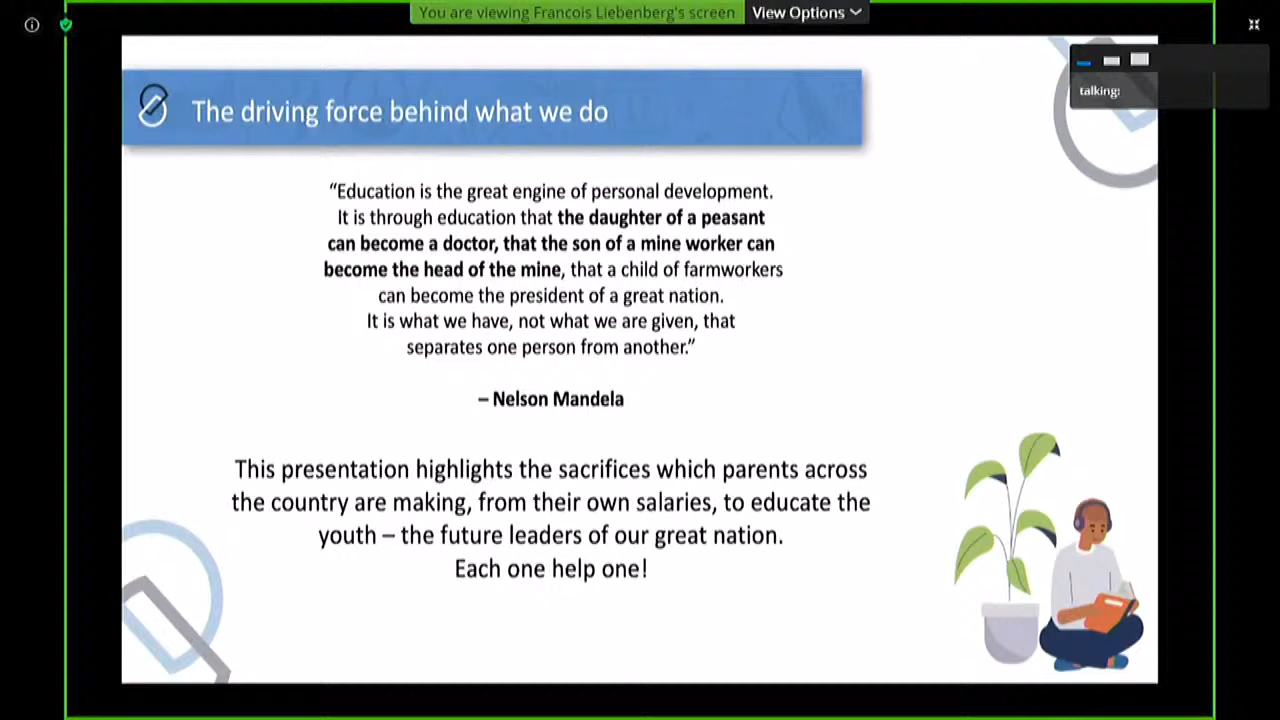 You are viewing Francois Liebenberg's screen
View Options
talking:
The driving force behind what we do
“Education is the great engine of personal development.
It is through education that the daughter of a peasant
can become a doctor, that the son of a mine worker can
become the head of the mine, that a child of farmworkers
can become the president of a great nation.
It is what we have, not what we are given, that
separates one person from another.”
– Nelson Mandela
This presentation highlights the sacrifices which parents across
the country are making, from their own salaries, to educate the
youth – the future leaders of our great nation.
Each one help one!